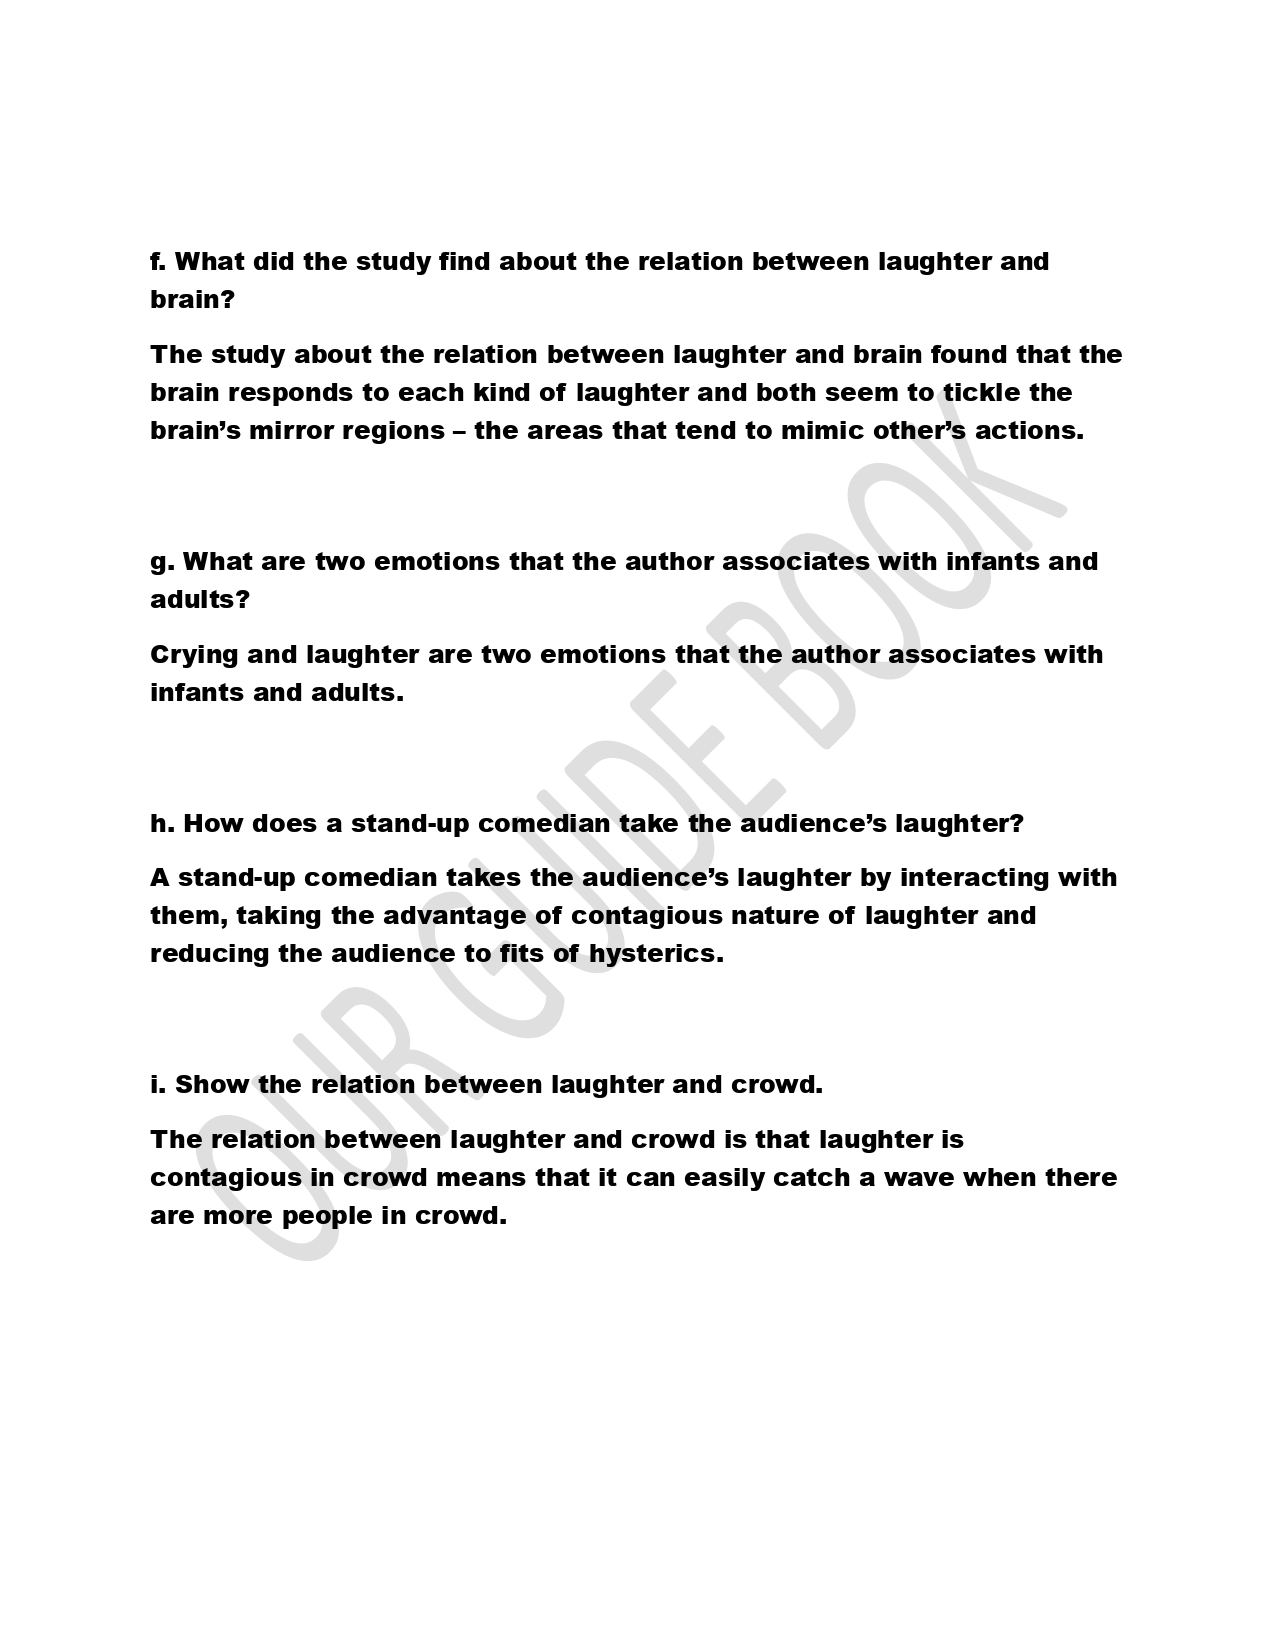 f. What did the study find about the relation between laughter and
brain?
The study about the relation between laughter and brain found that the
brain responds to each kind of laughter and both seem to tickle the
brain’s mirror regions – the areas that tend to mimic other’s actions.
g. What are two emotions that the author associates with infants and
adults?
Crying and laughter are two emotions that the author associates with
infants and adults.
h. How does a stand-up comedian take the audience’s laughter?
A stand-up comedian takes the audience’s laughter by interacting with
them, taking the advantage of contagious nature of laughter and
reducing the audience to fits of hysterics.
i. Show the relation between laughter and crowd.
The relation between laughter and crowd is that laughter is
contagious in crowd means that it can easily catch a wave when there
are more people in crowd.
OUR GUIDE BOOK